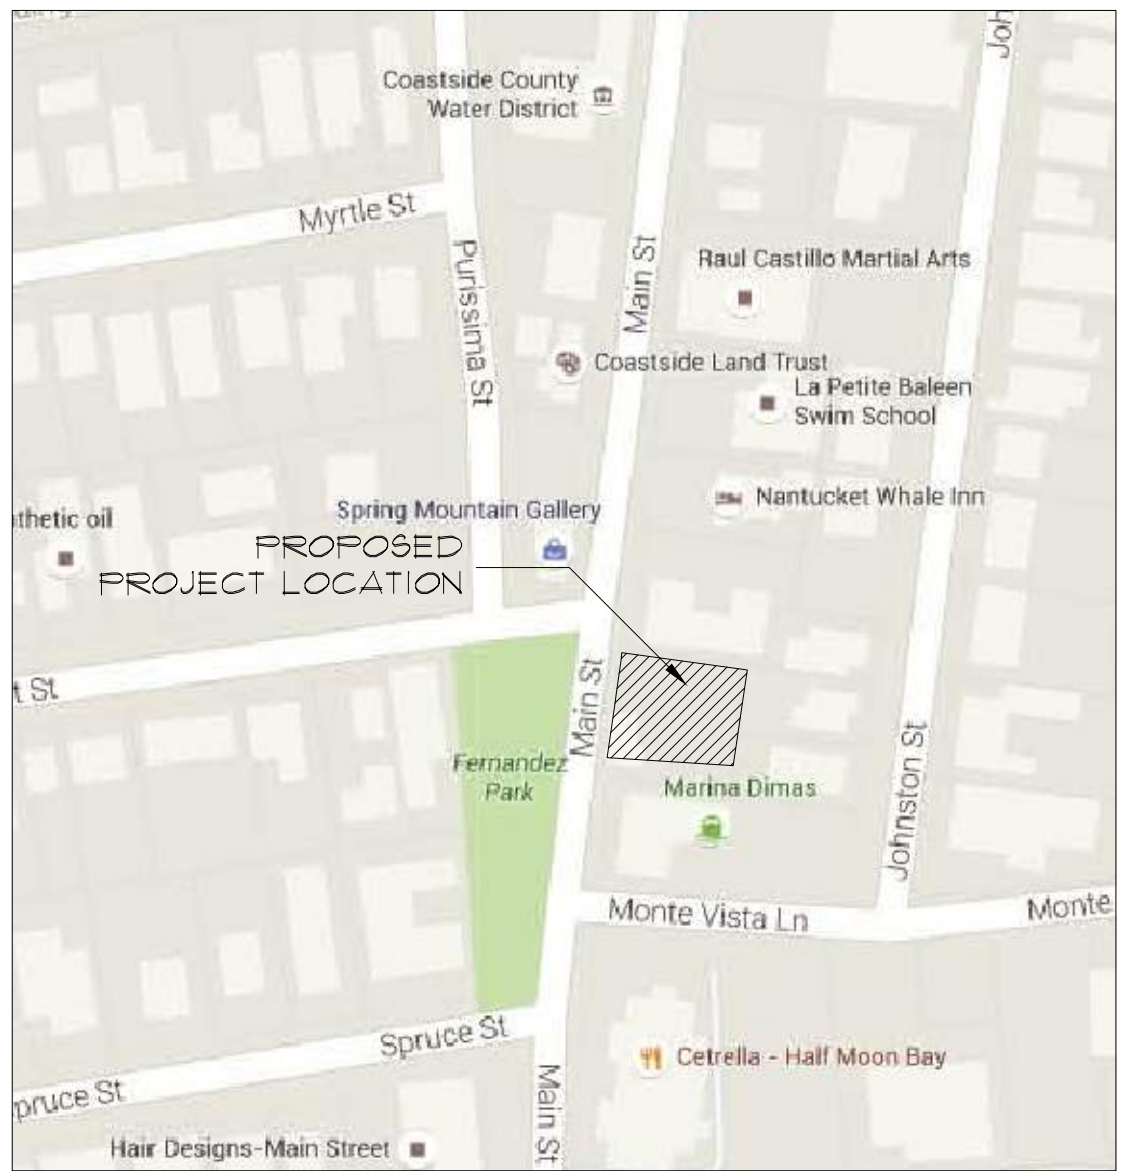 Joh
Coastside County
Water District
Myrtle St
Purissima St
Main St
Raul Castillo Martial Arts
Coastside Land Trust
La Petite Baleen
Swim School
Nantucket Whale Inn
Spring Mountain Gallery
thetic oil
PROPOSED
PROJECT LOCATION
t St
Main St
Fernandez
Park
Marina Dimas
Johnston St
Monte Vista Ln
Monte
Spruce St
pruce St
Cetrella - Half Moon Bay
Main St
Hair Designs-Main Street